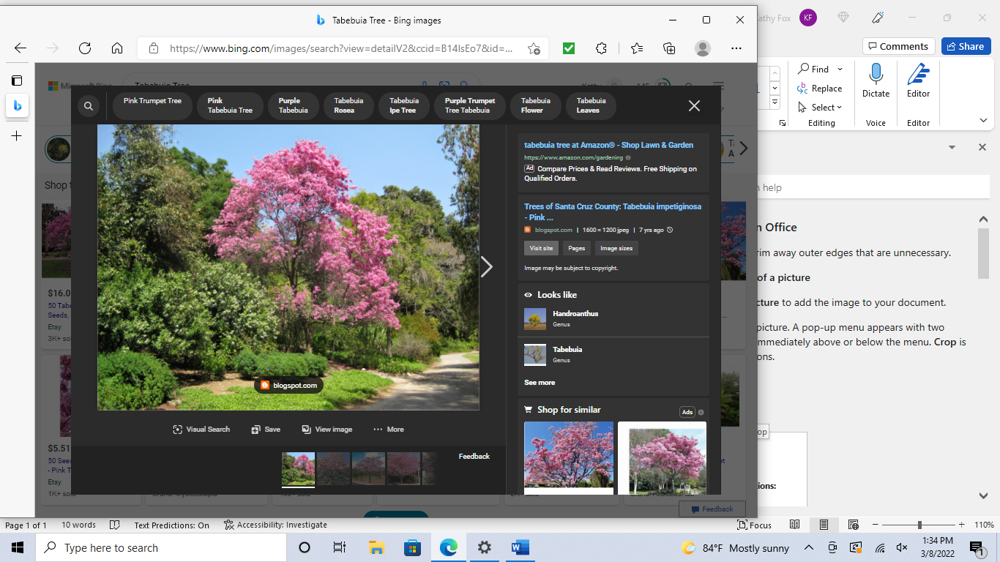 Tabebuia Tree - Bing images
https://www.bing.com/images/search?view=detailV2&ccid=B14IsEo7&id=...
Microsoft Bing
Tabebuia Tree
Kathy
145
Pink Trumpet Tree
Pink
Tabebuia Tree
Purple
Tabebuia
Tabebuia
Rosea
Tabebuia
Ipe Tree
Purple Trumpet
Tree Tabebuia
Tabebuia
Flower
Tabebuia
Leaves
Shop
$16.0
50 Tabe
Seeds,
Etsy
3K+ so
$5.51
50 Seed
- Pink T
Etsy
1K+ sol
blogspot.com
Visual Search
Save
View image
More
Feedback
tabebuia tree at Amazon® - Shop Lawn & Garden
https://www.amazon.com/gardening
Ad Compare Prices & Read Reviews. Free Shipping on
Qualified Orders.
Trees of Santa Cruz County: Tabebuia impetiginosa
- Pink ...
blogspot.com | 1600 × 1200 jpeg | 7 yrs ago
Visit site
Pages
Image sizes
Image may be subject to copyright.
Looks like
Handroanthus
Genus
Tabebuia
Genus
See more
Shop for similar
Ads
Feedback
athy Fox
KF
Comments
Share
Find
Replace
Select
Editing
Dictate
Voice
Editor
Editor
help
n Office
rim away outer edges that are unnecessary.
of a picture
cture to add the image to your document.
picture. A pop-up menu appears with two
mmediately above or below the menu. Crop is
ons.
op
ions:
Page 1 of 1
10 words
Text Predictions: On
Accessibility: Investigate
Focus
110%
Type here to search
84°F Mostly sunny
1:34 PM
3/8/2022
1